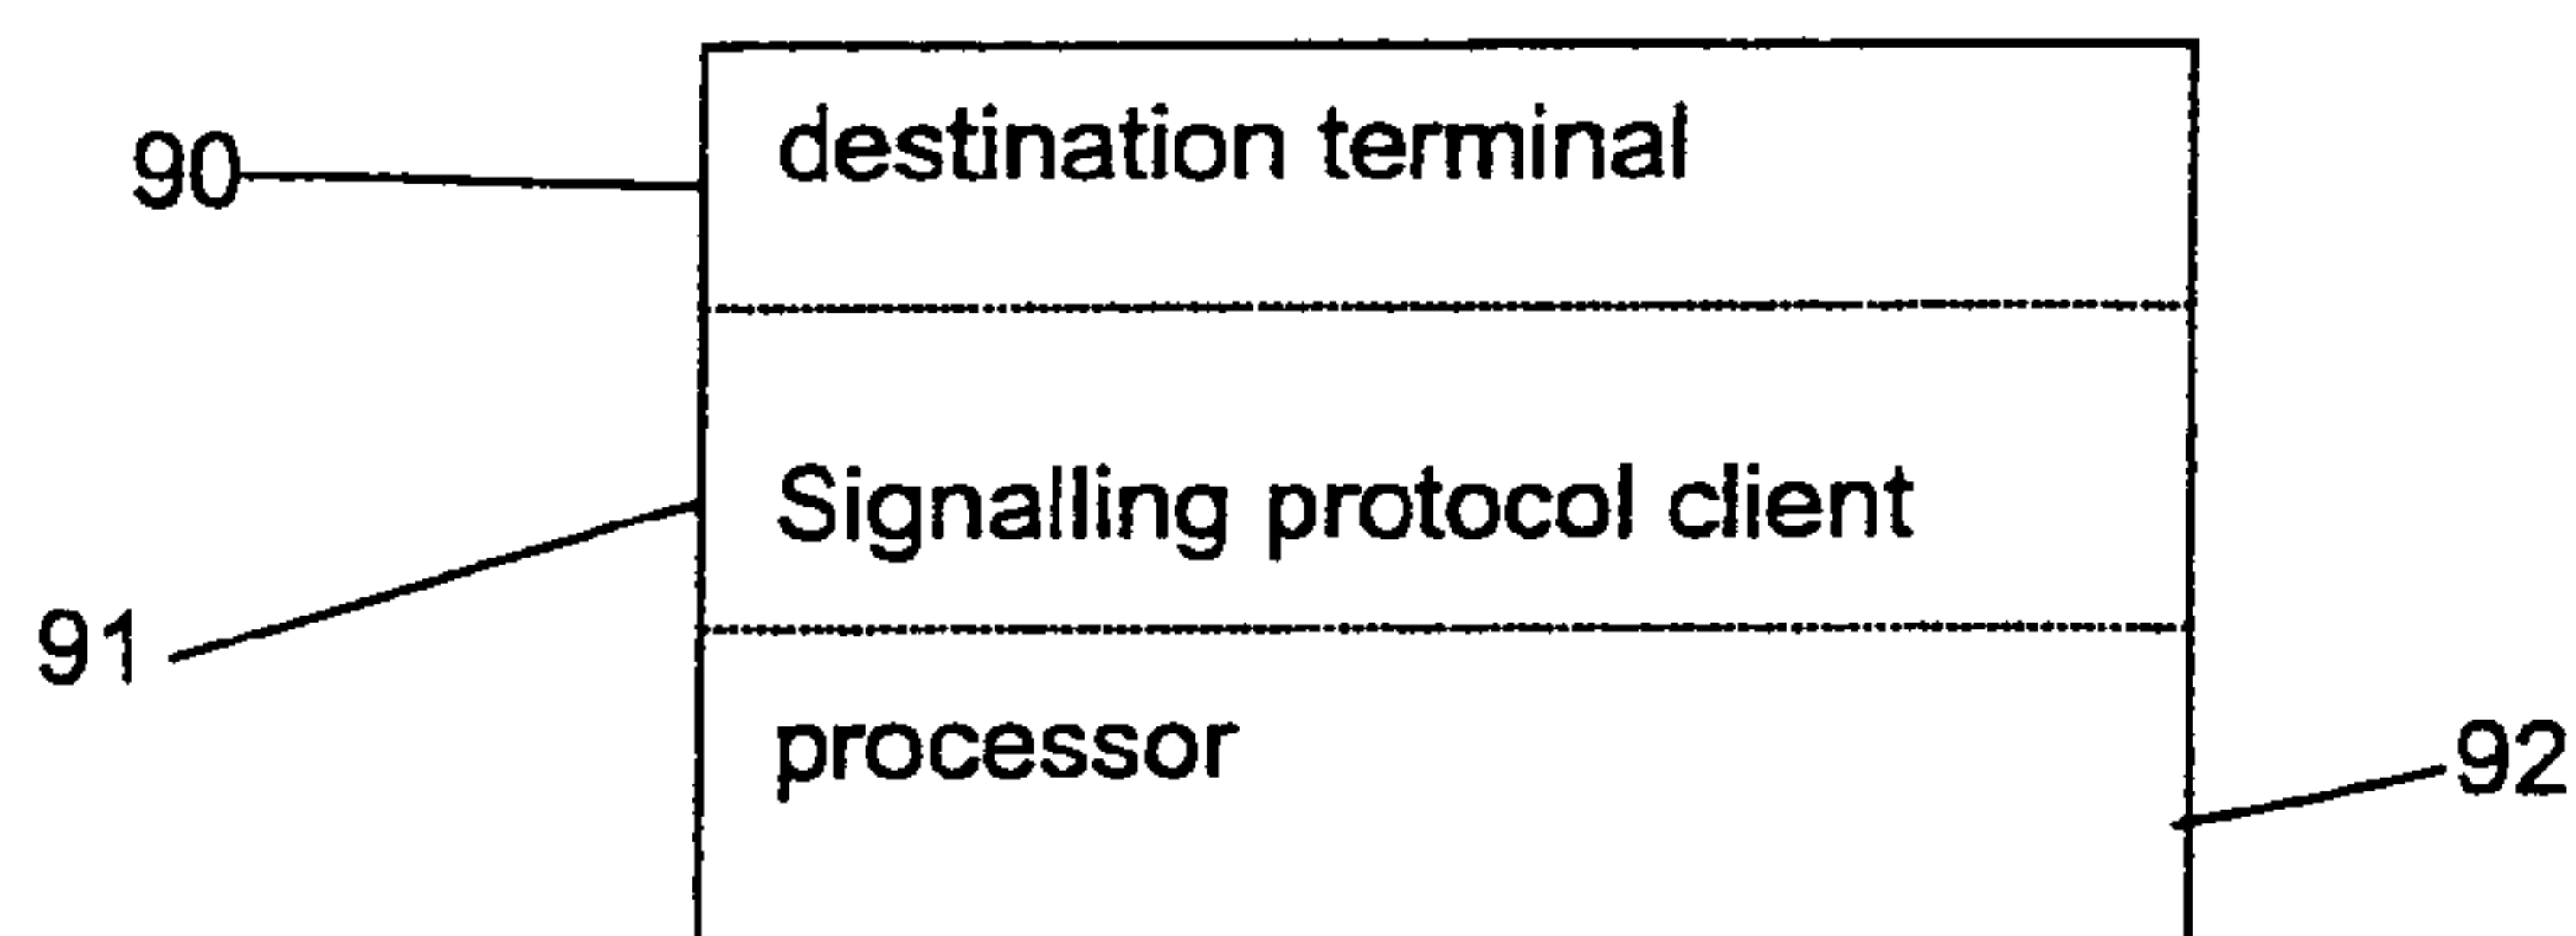 destination terminal
90
Signalling protocol client
91
processor
92